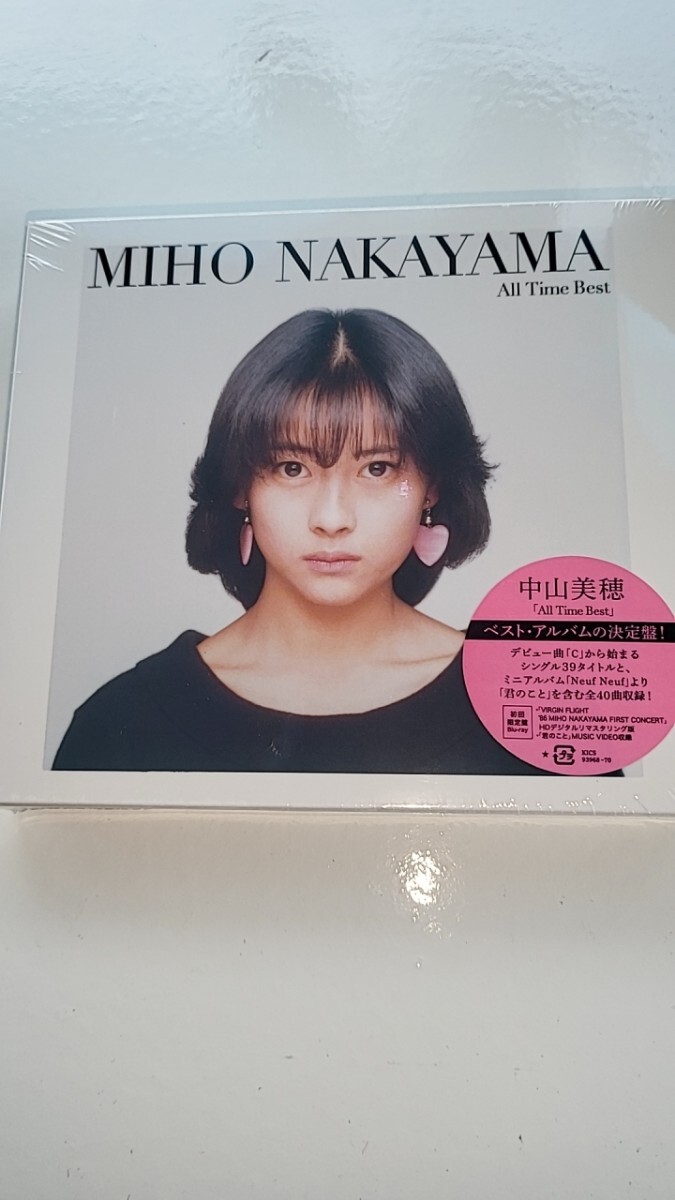 MIHO NAKAYAMA
All Time Best
中山美穂
「All Time Best」
ベスト・アルバムの決定盤！
デビュー曲「C」から始まる
シングル39タイトルと、
ミニアルバム「Neuf Neuf」より
「君のこと」を含む全40曲収録！
初回
限定盤
Blu-ray
・「VIRGIN FLIGHT
'86 MIHO NAKAYAMA FIRST CONCERT」
HDデジタルリマスタリング版
・「君のこと」MUSIC VIDEO収録
★
KICS
93968-70